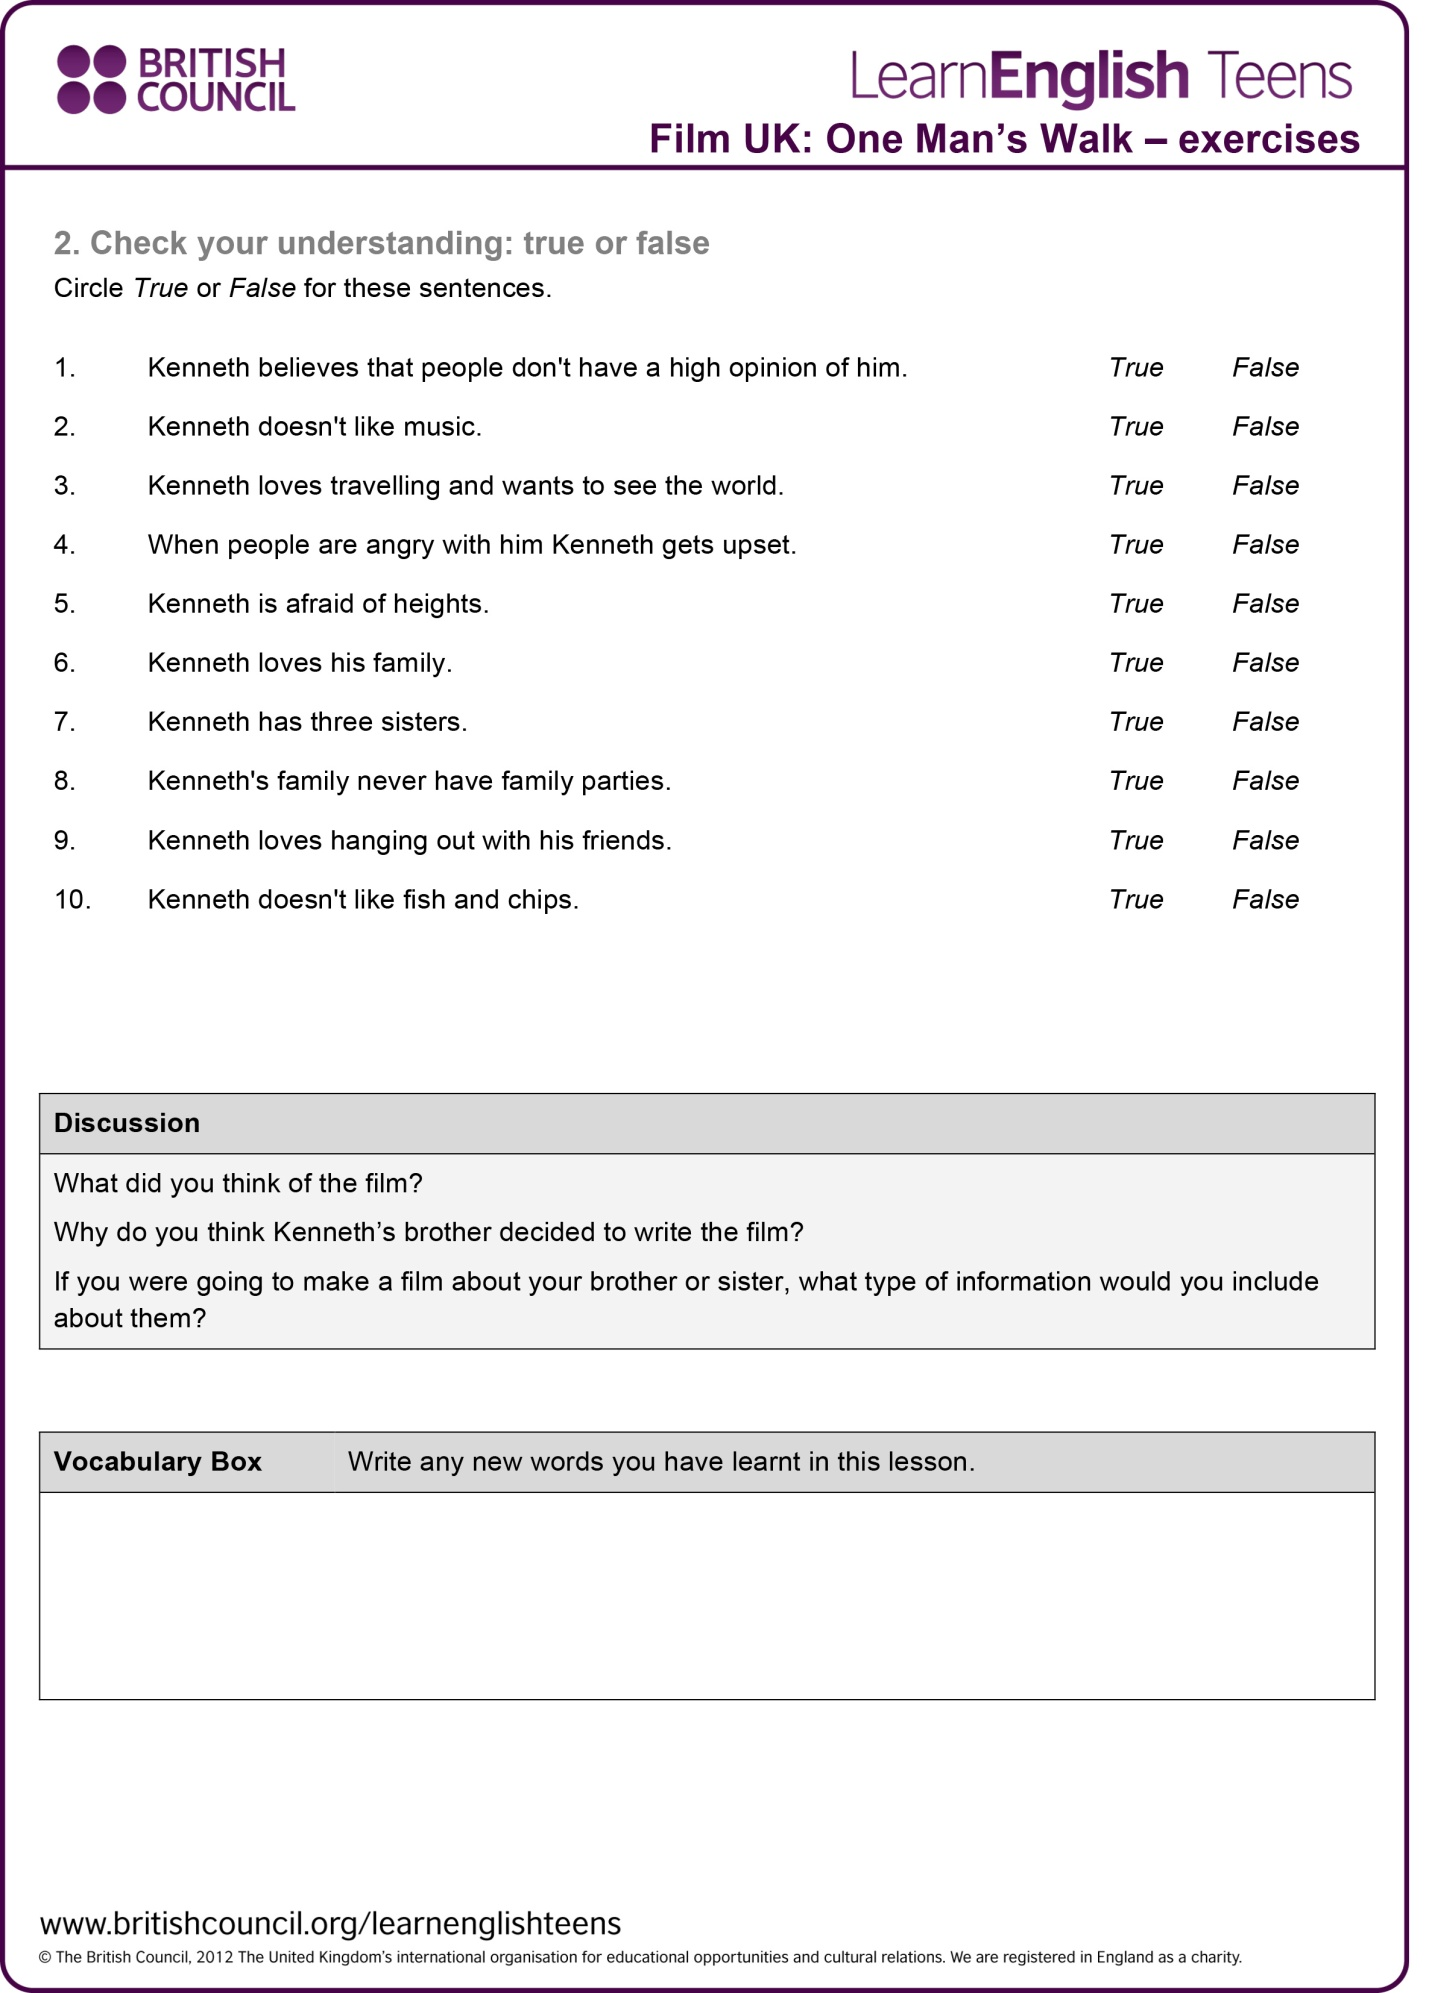 BRITISH
COUNCIL
LearnEnglish Teens
Film UK: One Man’s Walk – exercises
2. Check your understanding: true or false
Circle True or False for these sentences.
1. Kenneth believes that people don't have a high opinion of him. True False
2. Kenneth doesn't like music. True False
3. Kenneth loves travelling and wants to see the world. True False
4. When people are angry with him Kenneth gets upset. True False
5. Kenneth is afraid of heights. True False
6. Kenneth loves his family. True False
7. Kenneth has three sisters. True False
8. Kenneth's family never have family parties. True False
9. Kenneth loves hanging out with his friends. True False
10. Kenneth doesn't like fish and chips. True False
Discussion
What did you think of the film?
Why do you think Kenneth’s brother decided to write the film?
If you were going to make a film about your brother or sister, what type of information would you include
about them?
Vocabulary Box Write any new words you have learnt in this lesson.
www.britishcouncil.org/learnenglishteens
© The British Council, 2012 The United Kingdom’s international organisation for educational opportunities and cultural relations. We are registered in England as a charity.